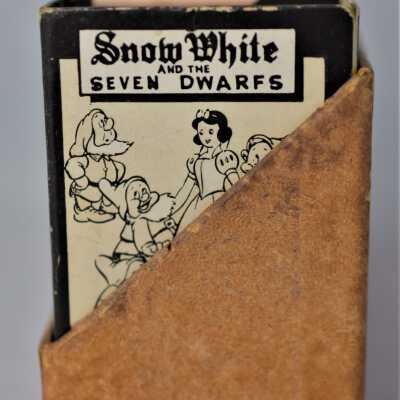 Snow White
AND THE
SEVEN DWARFS